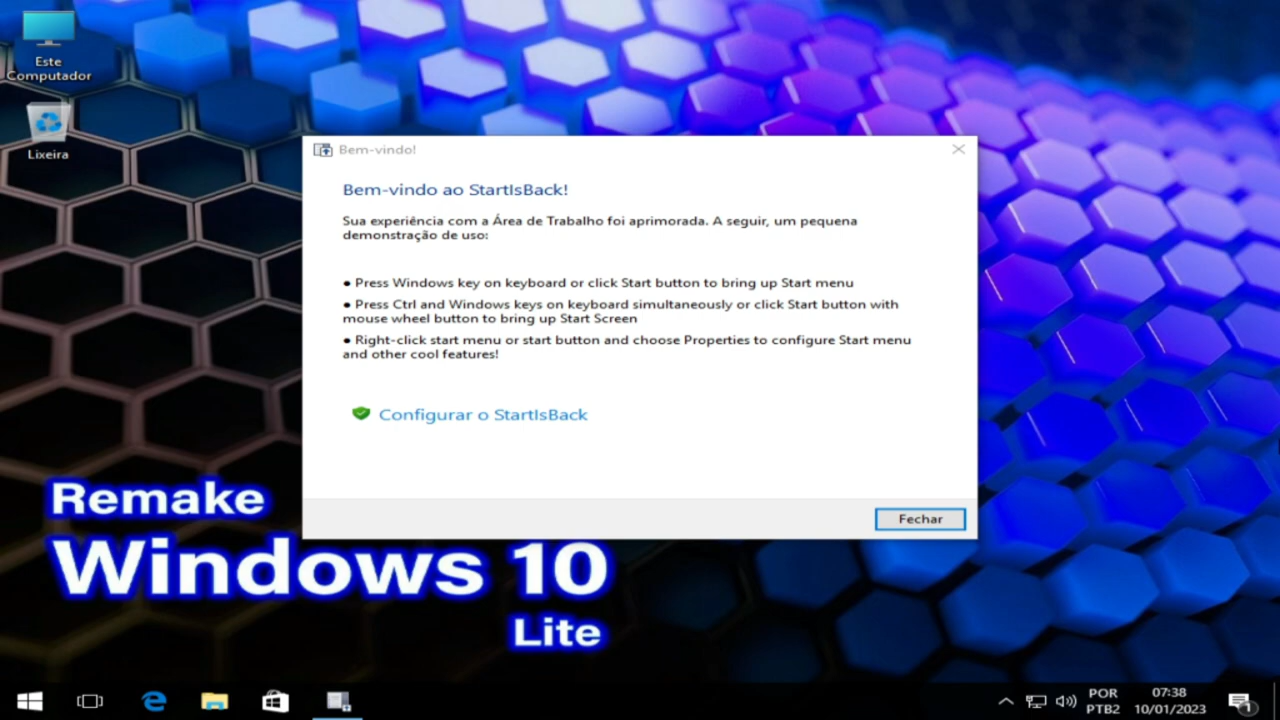 Este
Computador
Lixeira
Bem-vindo!
Bem-vindo ao StartIsBack!
Sua experiência com a Área de Trabalho foi aprimorada. A seguir, um pequena
demonstração de uso:
● Press Windows key on keyboard or click Start button to bring up Start menu
● Press Ctrl and Windows keys on keyboard simultaneously or click Start button with
mouse wheel button to bring up Start Screen
● Right-click start menu or start button and choose Properties to configure Start menu
and other cool features!
Configurar o StartIsBack
Fechar
Remake
Windows 10
Lite
POR
PTB2
07:38
10/01/2023
1